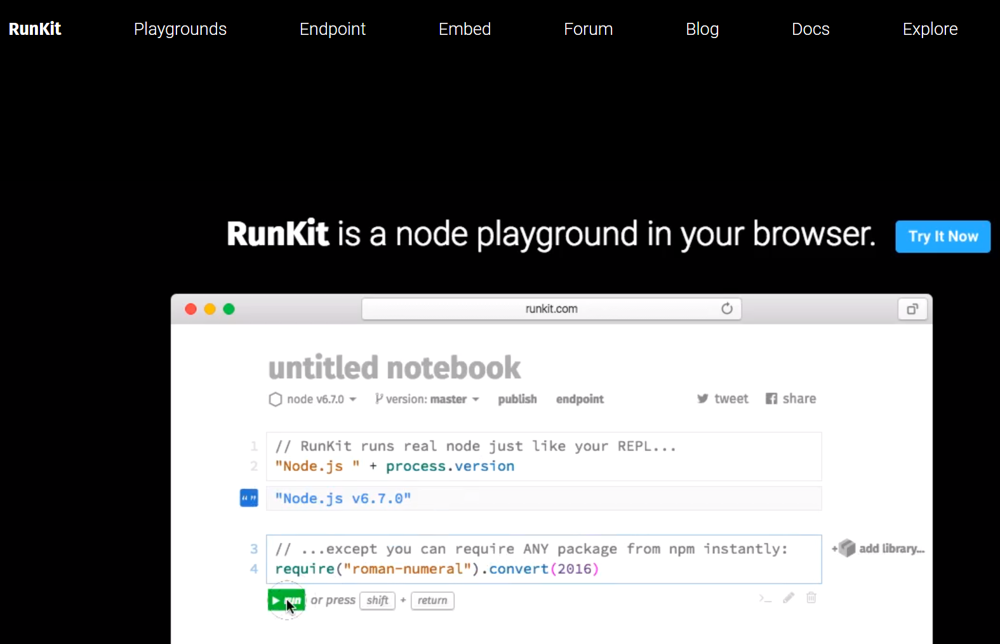 RunKit Playgrounds Endpoint Embed Forum Blog Docs Explore
RunKit is a node playground in your browser. Try It Now
runkit.com
untitled notebook
node v6.7.0 version: master publish endpoint tweet share
1 // RunKit runs real node just like your REPL...
2 "Node.js " + process.version
“ ” "Node.js v6.7.0"
3 // ...except you can require ANY package from npm instantly: + add library...
4 require("roman-numeral").convert(2016)
run or press shift + return